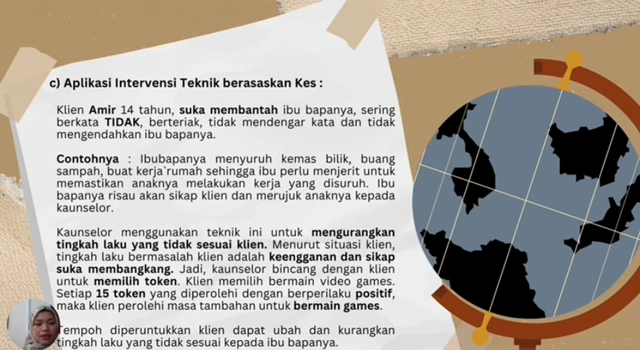 c) Aplikasi Intervensi Teknik berasaskan Kes :
Klien Amir 14 tahun, suka membantah ibu bapanya, sering
berkata TIDAK, berteriak, tidak mendengar kata dan tidak
mengendahkan ibu bapanya.
Contohnya : Ibubapanya menyuruh kemas bilik, buang
sampah, buat kerja`rumah sehingga ibu perlu menjerit untuk
memastikan anaknya melakukan kerja yang disuruh. Ibu
bapanya risau akan sikap klien dan merujuk anaknya kepada
kaunselor.
Kaunselor menggunakan teknik ini untuk mengurangkan
tingkah laku yang tidak sesuai klien. Menurut situasi klien,
tingkah laku bermasalah klien adalah keengganan dan sikap
suka membangkang. Jadi, kaunselor bincang dengan klien
untuk memilih token. Klien memilih bermain video games.
Setiap 15 token yang diperolehi dengan berperilaku positif,
maka klien perolehi masa tambahan untuk bermain games.
Tempoh diperuntukkan klien dapat ubah dan kurangkan
tingkah laku yang tidak sesuai kepada ibu bapanya.